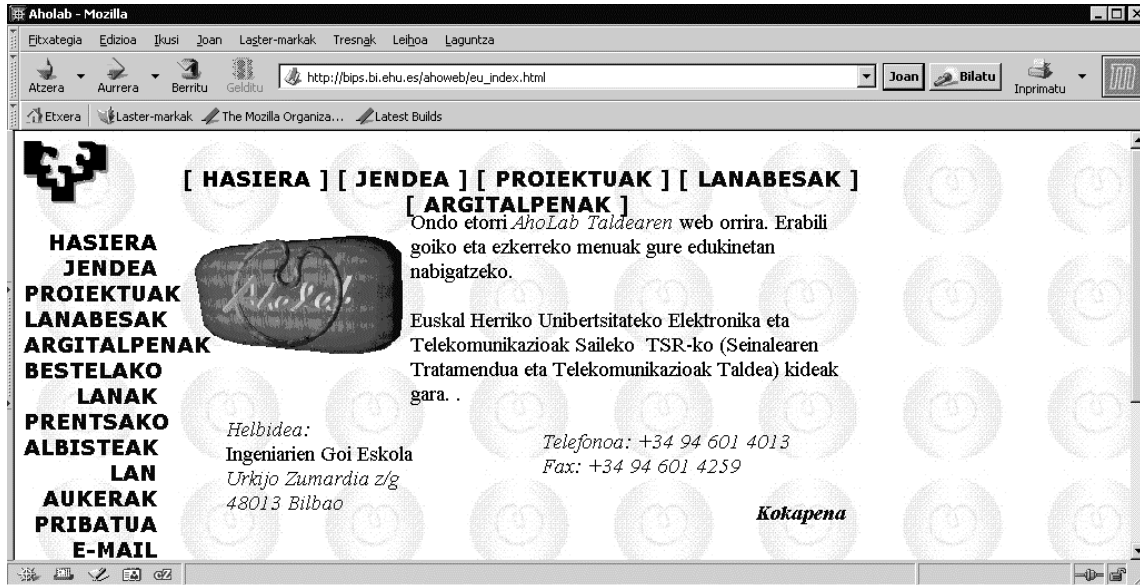 Aholab - Mozilla
Fitxategia Edizioa Ikusi Joan Laster-markak Tresnak Leihoa Laguntza
Atzera Aurrera Berritu Gelditu http://bips.bi.ehu.es/ahoweb/eu_index.html Joan Bilatu Inprimatu
Etxera Laster-markak The Mozilla Organiza... Latest Builds
[ HASIERA ] [ JENDEA ] [ PROIEKTUAK ] [ LANABESAK ]
[ ARGITALPENAK ]
HASIERA
JENDEA
PROIEKTUAK
LANABESAK
ARGITALPENAK
BESTELAKO
LANAK
PRENTSAKO
ALBISTEAK
LAN
AUKERAK
PRIBATUA
E-MAIL
AhoLab
Ondo etorri AhoLab Taldearen web orrira. Erabili
goiko eta ezkerreko menuak gure edukinetan
nabigatzeko.
Euskal Herriko Unibertsitateko Elektronika eta
Telekomunikazioak Saileko TSR-ko (Seinalearen
Tratamendua eta Telekomunikazioak Taldea) kideak
gara. .
Helbidea:
Ingeniarien Goi Eskola
Urkijo Zumardia z/g
48013 Bilbao
Telefonoa: +34 94 601 4013
Fax: +34 94 601 4259
Kokapena